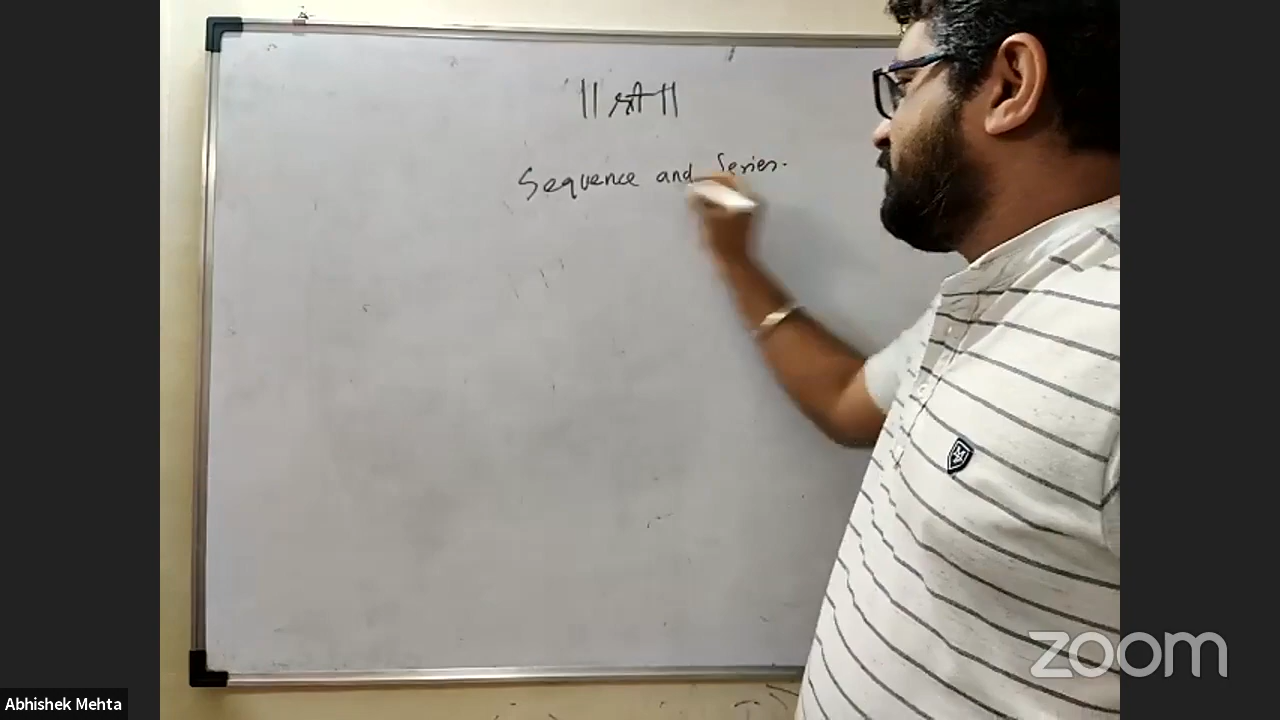 || श्री ||
Sequence and Series.
zoom
Abhishek Mehta